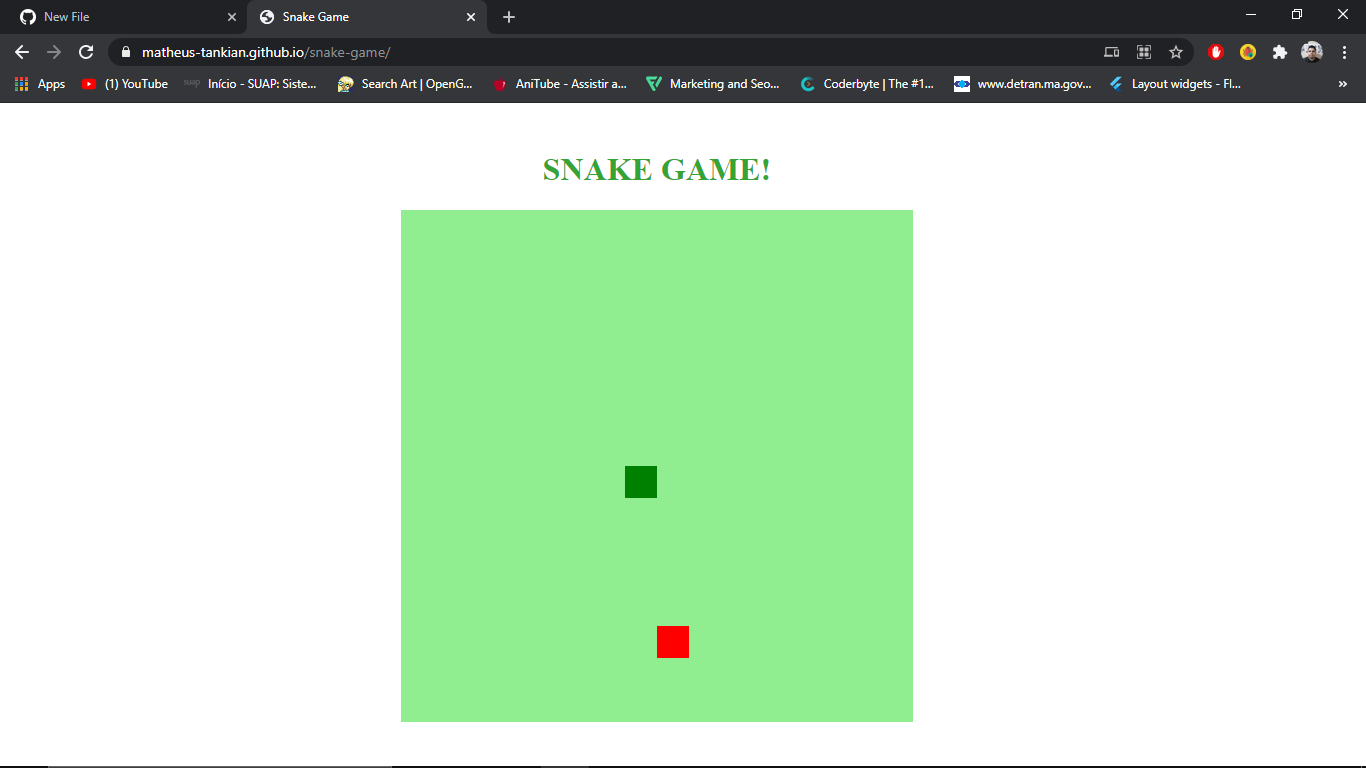 New File
Snake Game
matheus-tankian.github.io/snake-game/
Apps
(1) YouTube
suap
Início - SUAP: Siste...
Search Art | OpenG...
AniTube - Assistir a...
Marketing and Seo...
Coderbyte | The #1...
www.detran.ma.gov...
Layout widgets - Fl...
SNAKE GAME!